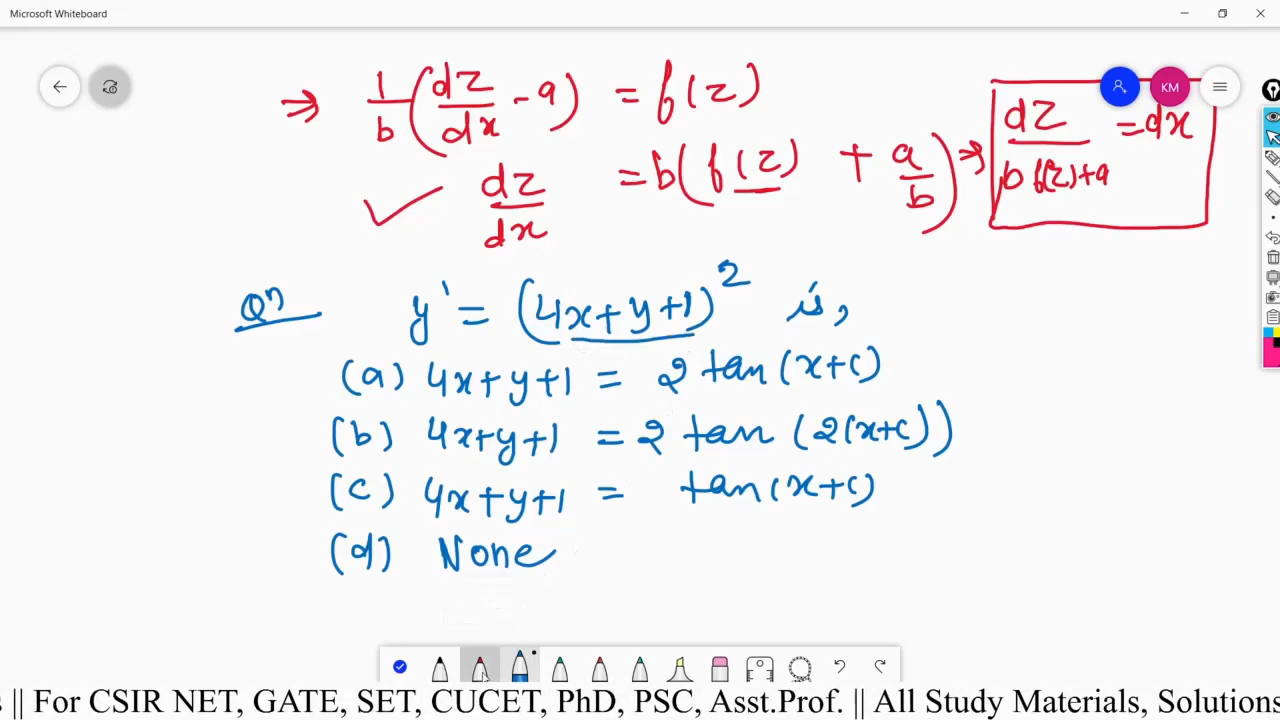 Microsoft Whiteboard
⇒ 1/b (dz/dx - a) = f(z)
dz/dx = b(f(z) + a/b) ⇒ dz/(b f(z)+a) = dx
KM
Qn y' = (4x+y+1)² is,
(a) 4x+y+1 = 2 tan(x+c)
(b) 4x+y+1 = 2 tan(2(x+c))
(c) 4x+y+1 = tan(x+c)
(d) None
s || For CSIR NET, GATE, SET, CUCET, PhD, PSC, Asst.Prof. || All Study Materials, Solutions